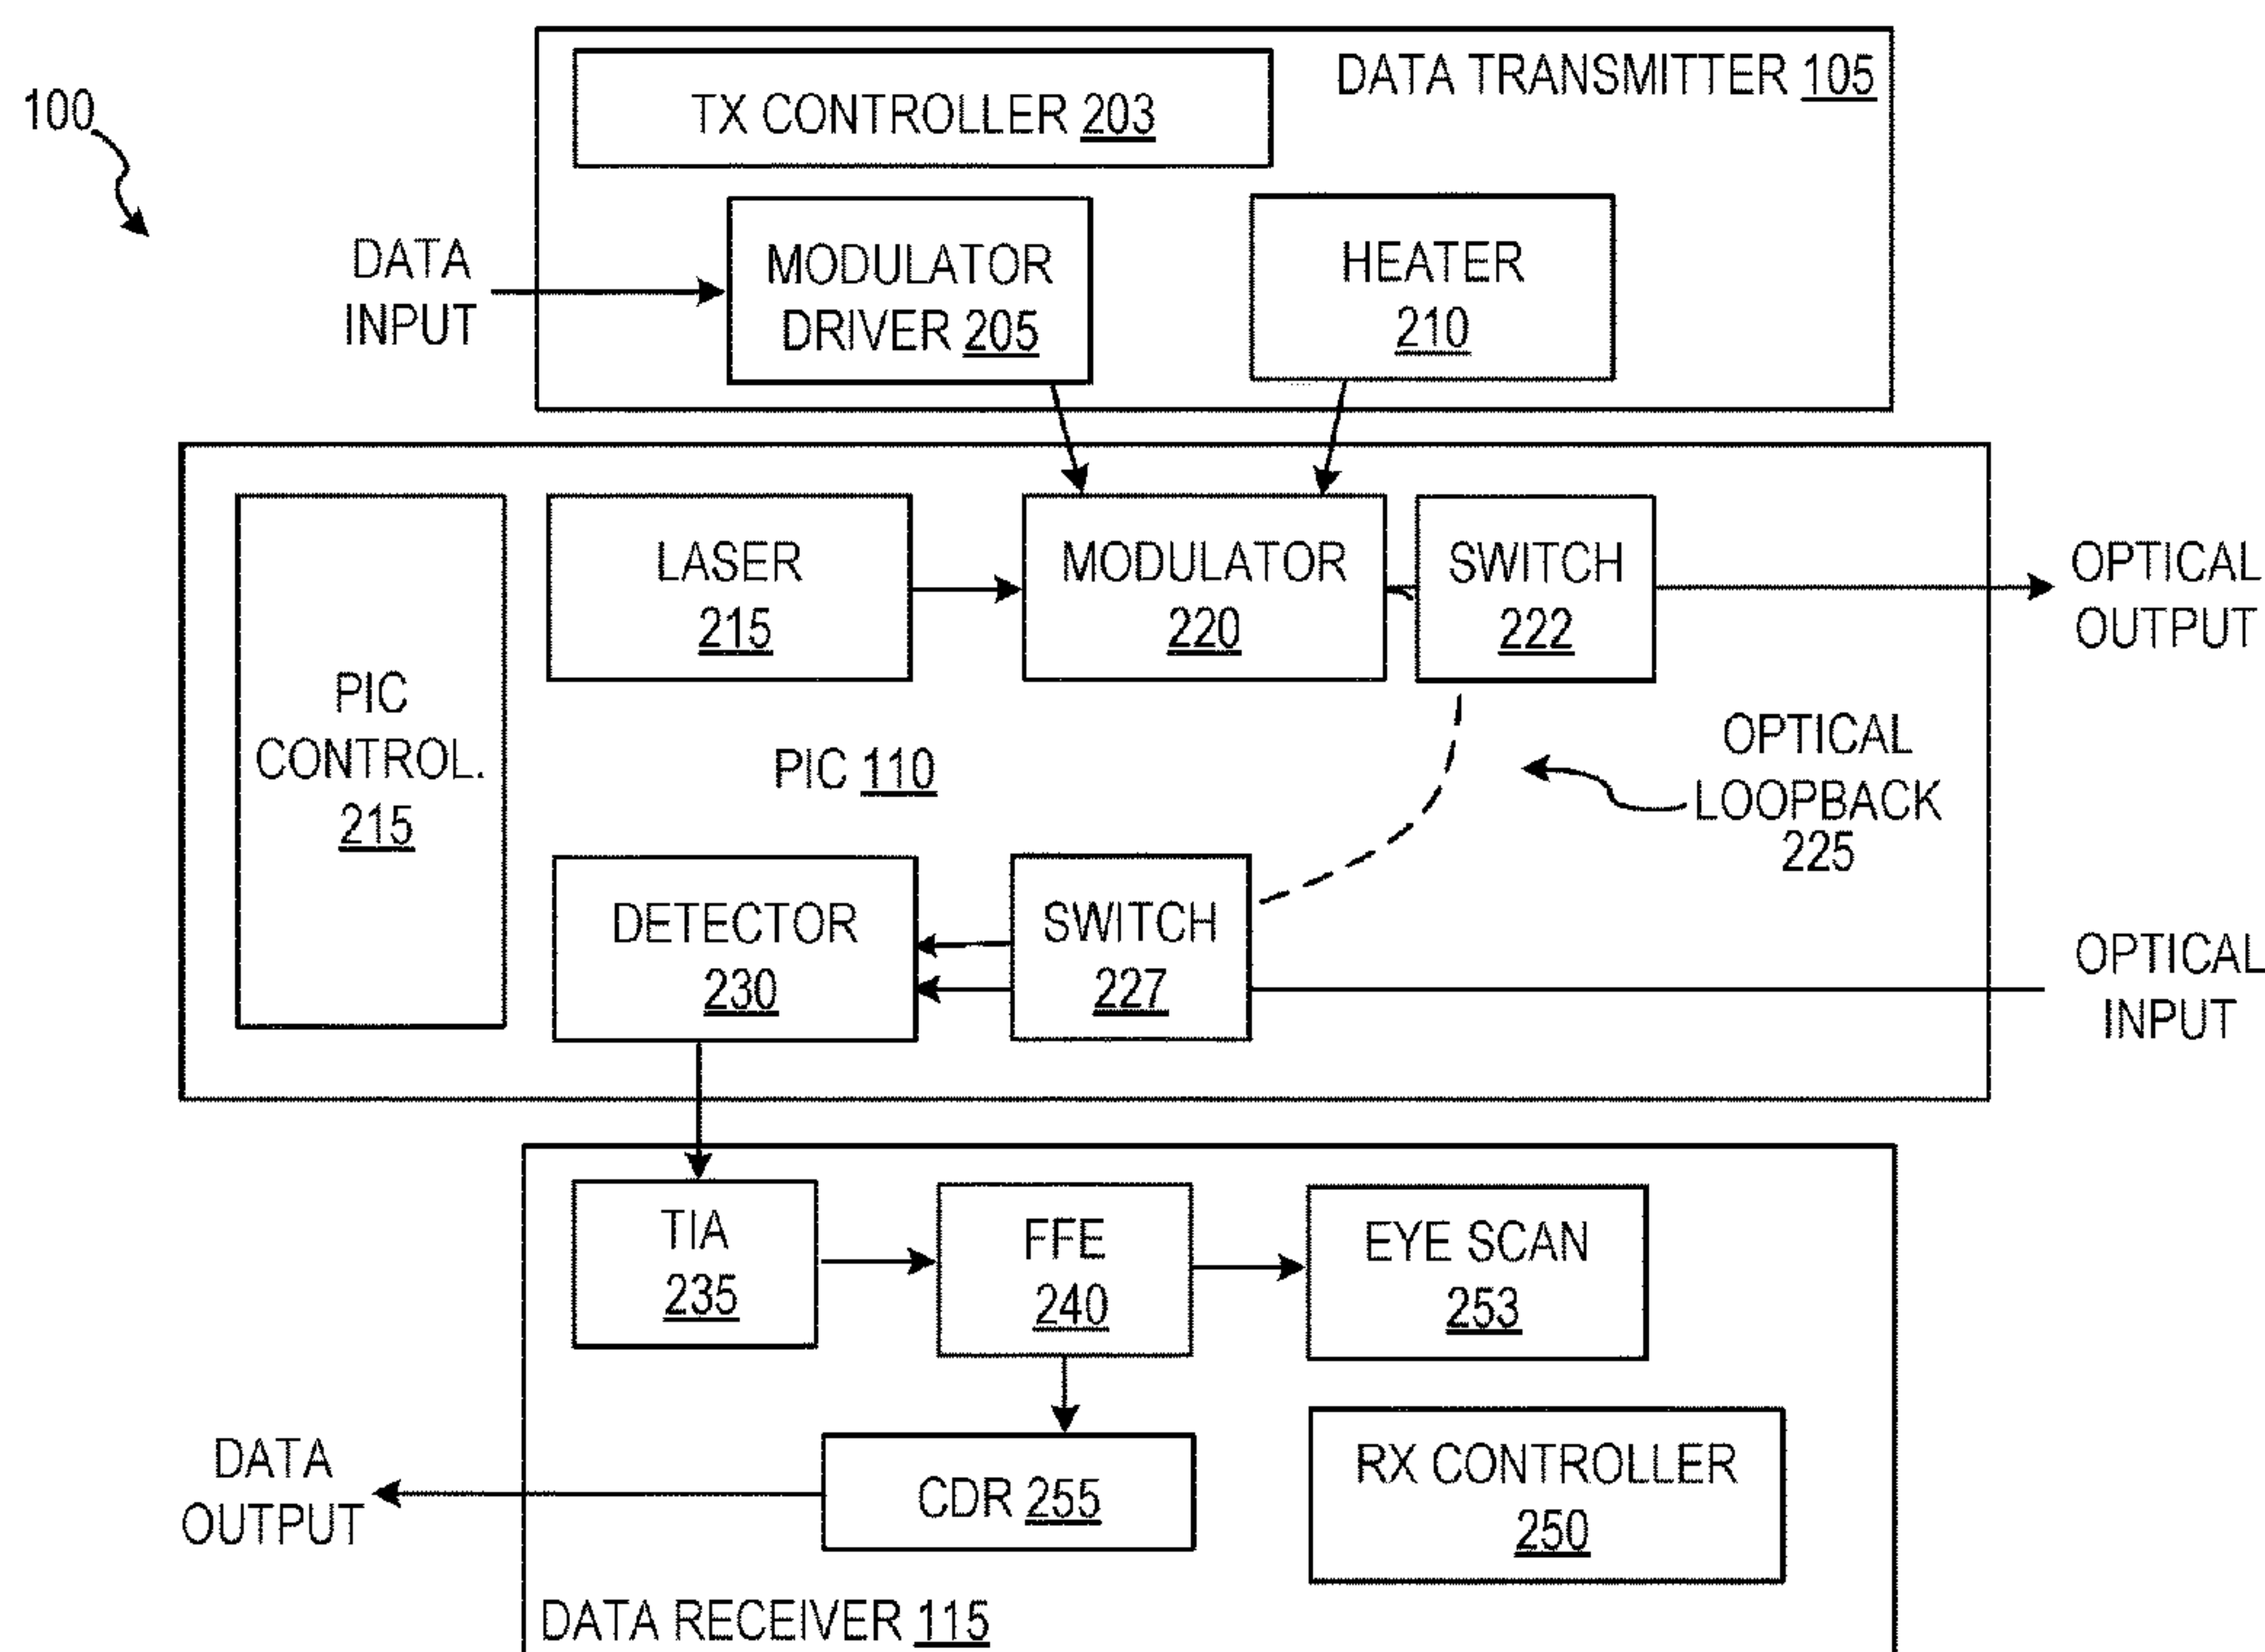 100
DATA TRANSMITTER 105
TX CONTROLLER 203
DATA
INPUT
MODULATOR
DRIVER 205
HEATER
210
PIC
CONTROL.
215
LASER
215
MODULATOR
220
SWITCH
222
OPTICAL
OUTPUT
PIC 110
OPTICAL
LOOPBACK
225
DETECTOR
230
SWITCH
227
OPTICAL
INPUT
TIA
235
FFE
240
EYE SCAN
253
DATA
OUTPUT
CDR 255
RX CONTROLLER
250
DATA RECEIVER 115